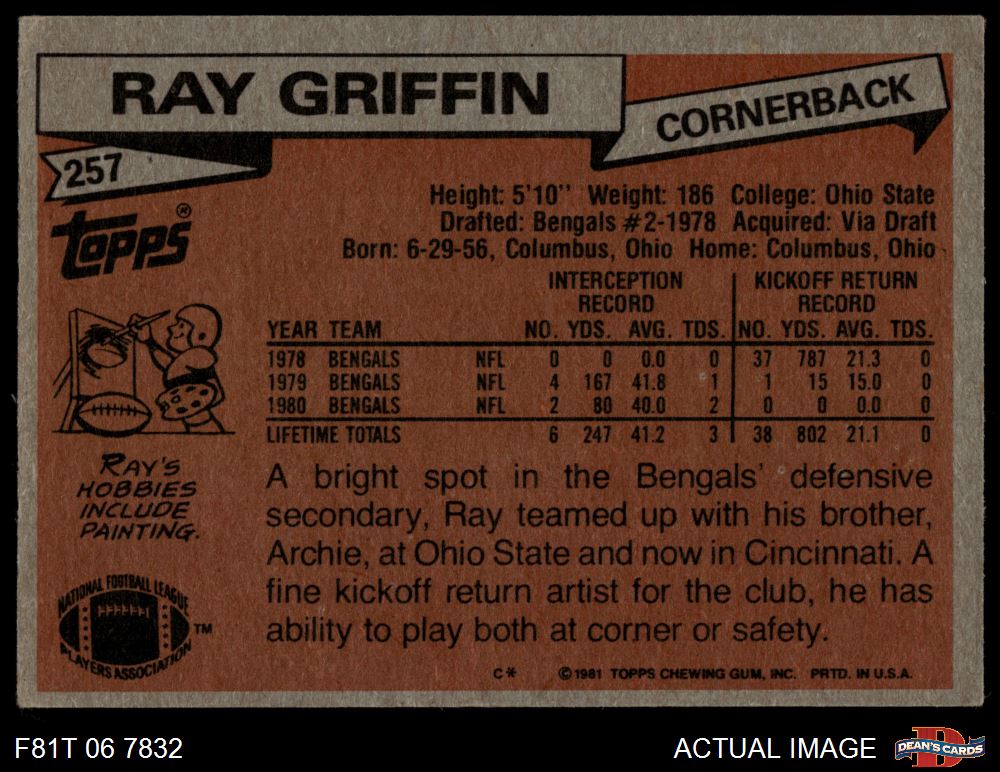 RAY GRIFFIN
CORNERBACK
257
TOPPS®
Height: 5'10'' Weight: 186 College: Ohio State
Drafted: Bengals #2-1978 Acquired: Via Draft
Born: 6-29-56, Columbus, Ohio Home: Columbus, Ohio
INTERCEPTION RECORD KICKOFF RETURN RECORD
YEAR TEAM NO. YDS. AVG. TDS. NO. YDS. AVG. TDS.
1978 BENGALS NFL 0 0 0.0 0 37 787 21.3 0
1979 BENGALS NFL 4 167 41.8 1 1 15 15.0 0
1980 BENGALS NFL 2 80 40.0 2 0 0 0.0 0
LIFETIME TOTALS 6 247 41.2 3 38 802 21.1 0
RAY'S
HOBBIES
INCLUDE
PAINTING.
A bright spot in the Bengals' defensive
secondary, Ray teamed up with his brother,
Archie, at Ohio State and now in Cincinnati. A
fine kickoff return artist for the club, he has
ability to play both at corner or safety.
NATIONAL FOOTBALL LEAGUE
PLAYERS ASSOCIATION
TM
C* ©1981 TOPPS CHEWING GUM, INC. PRTD. IN U.S.A.
F81T 06 7832
ACTUAL IMAGE
D
DEAN'S CARDS